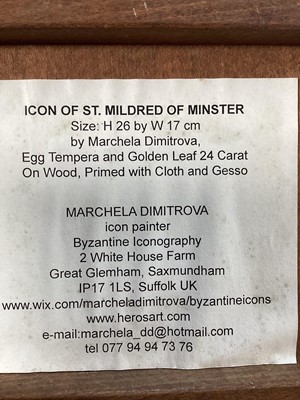 ICON OF ST. MILDRED OF MINSTER
Size: H 26 by W 17 cm
by Marchela Dimitrova,
Egg Tempera and Golden Leaf 24 Carat
On Wood, Primed with Cloth and Gesso
MARCHELA DIMITROVA
icon painter
Byzantine Iconography
2 White House Farm
Great Glemham, Saxmundham
IP17 1LS, Suffolk UK
www.wix.com/marcheladimitrova/byzantineicons
www.herosart.com
e-mail:marchela_dd@hotmail.com
tel 077 94 94 73 76